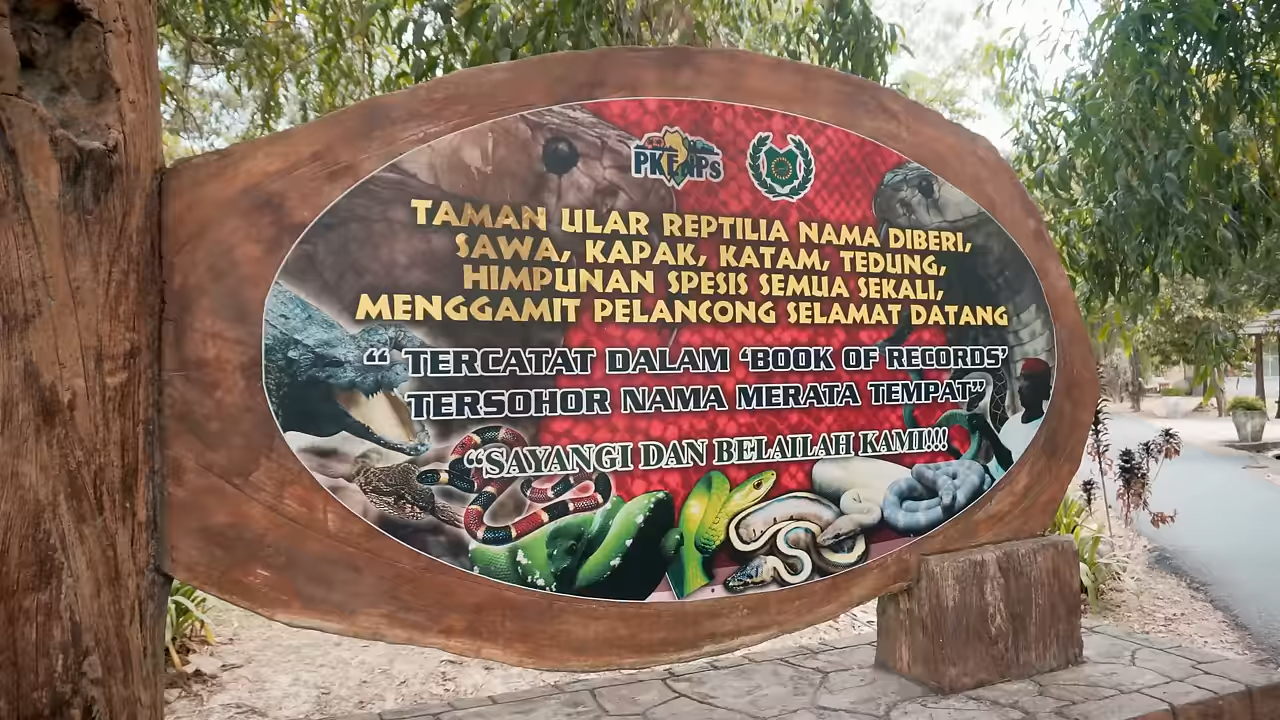 PKENPS
TAMAN ULAR REPTILIA NAMA DIBERI,
SAWA, KAPAK, KATAM, TEDUNG,
HIMPUNAN SPESIS SEMUA SEKALI,
MENGGAMIT PELANCONG SELAMAT DATANG
“ TERCATAT DALAM ‘BOOK OF RECORDS’
TERSOHOR NAMA MERATA TEMPAT”
“SAYANGI DAN BELAILAH KAMI!!!